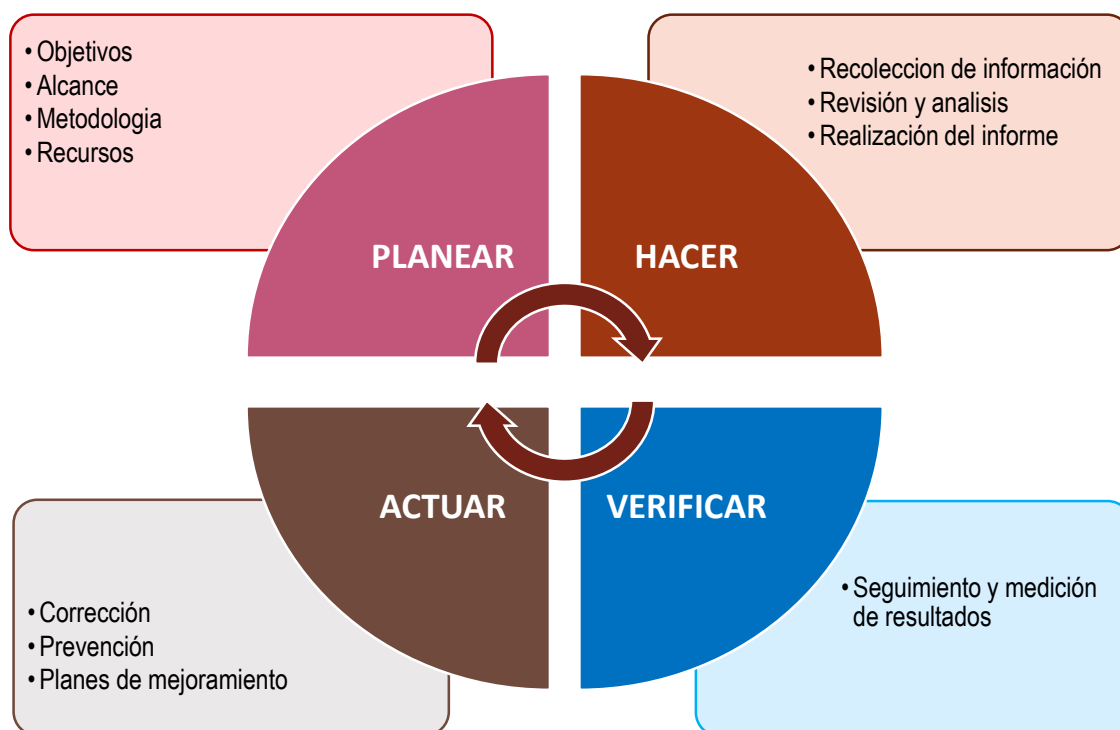 • Objetivos
• Alcance
• Metodologia
• Recursos
• Recoleccion de información
• Revisión y analisis
• Realización del informe
PLANEAR
HACER
ACTUAR
VERIFICAR
• Corrección
• Prevención
• Planes de mejoramiento
• Seguimiento y medición
de resultados